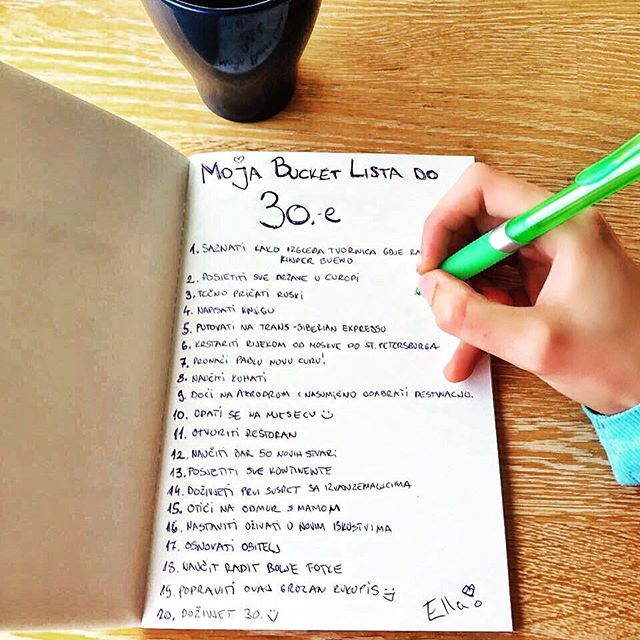 MOJA BUCKET LISTA DO
30.-e
1. SAZNATI KAKO IZGLEDA TVORNICA GDJE RA
KINDER BUENO
2. POSJETITI SVE DRŽAVE U EUROPI
3. TEČNO PRIČATI RUSKI
4. NAPISATI KNJIGU
5. PUTOVATI NA TRANS-SIBERIAN EXPRESSU
6. KRSTARITI RIJEKOM OD MOSKVE DO ST. PETERSBURGA
7. PRONAĆI PABLU NOVU CURU!
8. NAUČITI KUHATI
9. DOĆI NA AERODROM I NASUMIČNO ODABRATI DESTINACIJU.
10. OPATI SE NA MJESECU
11. OTVORITI RESTORAN
12. NAUČITI BAR 50 NOVIH STVARI
13. POSJETITI SVE KONTINENTE
14. DOŽIVJETI PRVI SUSRET SA IZVANZEMALJCIMA
15. OTIĆI NA ODMOR S MAMOM
16. NASTAVITI UŽIVATI U NOVIM ISKUSTVIMA
17. OSNOVATI OBITELJ
18. NAUČIT RADIT BOLJE FOTKE
19. POPRAVITI OVAJ GROZAN RUKOPIS
20. DOŽIVJET 30.
Ella